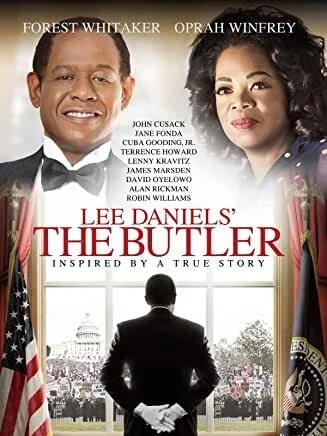 FOREST WHITAKER OPRAH WINFREY
JOHN CUSACK
JANE FONDA
CUBA GOODING, JR.
TERRENCE HOWARD
LENNY KRAVITZ
JAMES MARSDEN
DAVID OYELOWO
ALAN RICKMAN
ROBIN WILLIAMS
LEE DANIELS'
THE BUTLER
INSPIRED BY A TRUE STORY